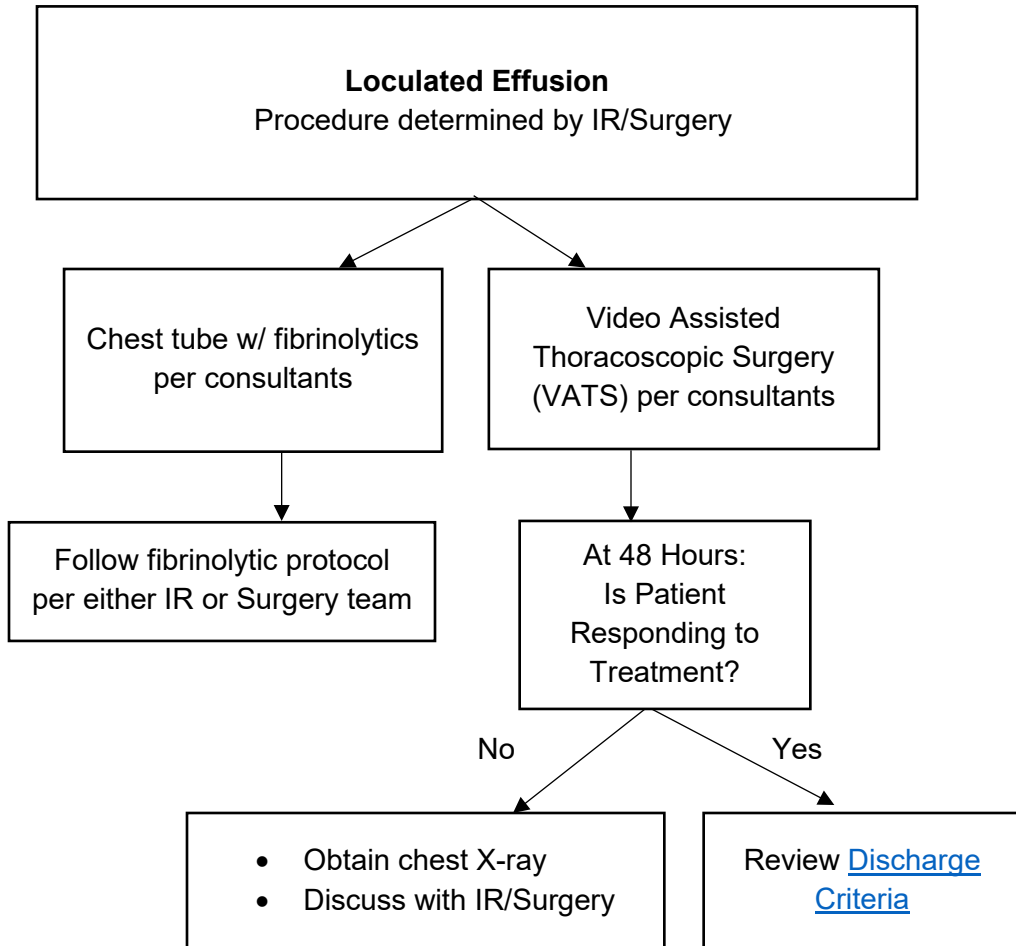 Loculated Effusion
Procedure determined by IR/Surgery
Chest tube w/ fibrinolytics
per consultants
Video Assisted
Thoracoscopic Surgery
(VATS) per consultants
Follow fibrinolytic protocol
per either IR or Surgery team
At 48 Hours:
Is Patient
Responding to
Treatment?
No
Yes
• Obtain chest X-ray
• Discuss with IR/Surgery
Review Discharge
Criteria